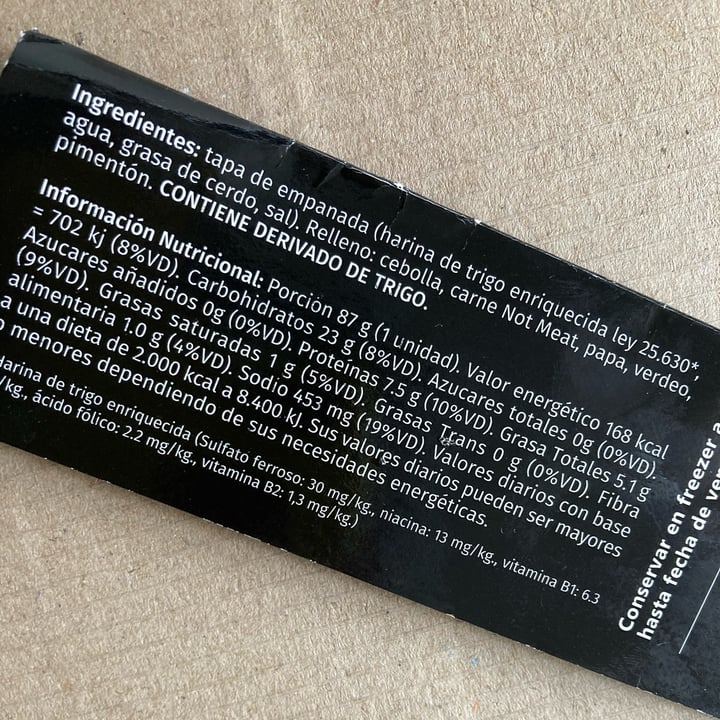 Ingredientes: tapa de empanada (harina de trigo enriquecida ley 25.630*,
agua, grasa de cerdo, sal). Relleno: cebolla, carne Not Meat, papa, verdeo,
pimentón. CONTIENE DERIVADO DE TRIGO.
Información Nutricional: Porción 87 g (1 unidad). Valor energético 168 kcal
= 702 kj (8%VD). Carbohidratos 23 g (8%VD). Azucares totales 0g (0%VD).
Azucares añadidos 0g (0%VD). Proteínas 7.5 g (10%VD). Grasa Totales 5.1 g
(9%VD). Grasas saturadas 1 g (5%VD). Grasas Trans 0 g (0%VD). Fibra
alimentaria 1.0 g (4%VD). Sodio 453 mg (19%VD). Valores diarios con base
a una dieta de 2.000 kcal a 8.400 kJ. Sus valores diarios pueden ser mayores
o menores dependiendo de sus necesidades energéticas.
Harina de trigo enriquecida (Sulfato ferroso: 30 mg/kg., niacina: 13 mg/kg., vitamina B1: 6.3
/kg., ácido fólico: 2.2 mg/kg., vitamina B2: 1,3 mg/kg.)
Conservar en freezer a
hasta fecha de